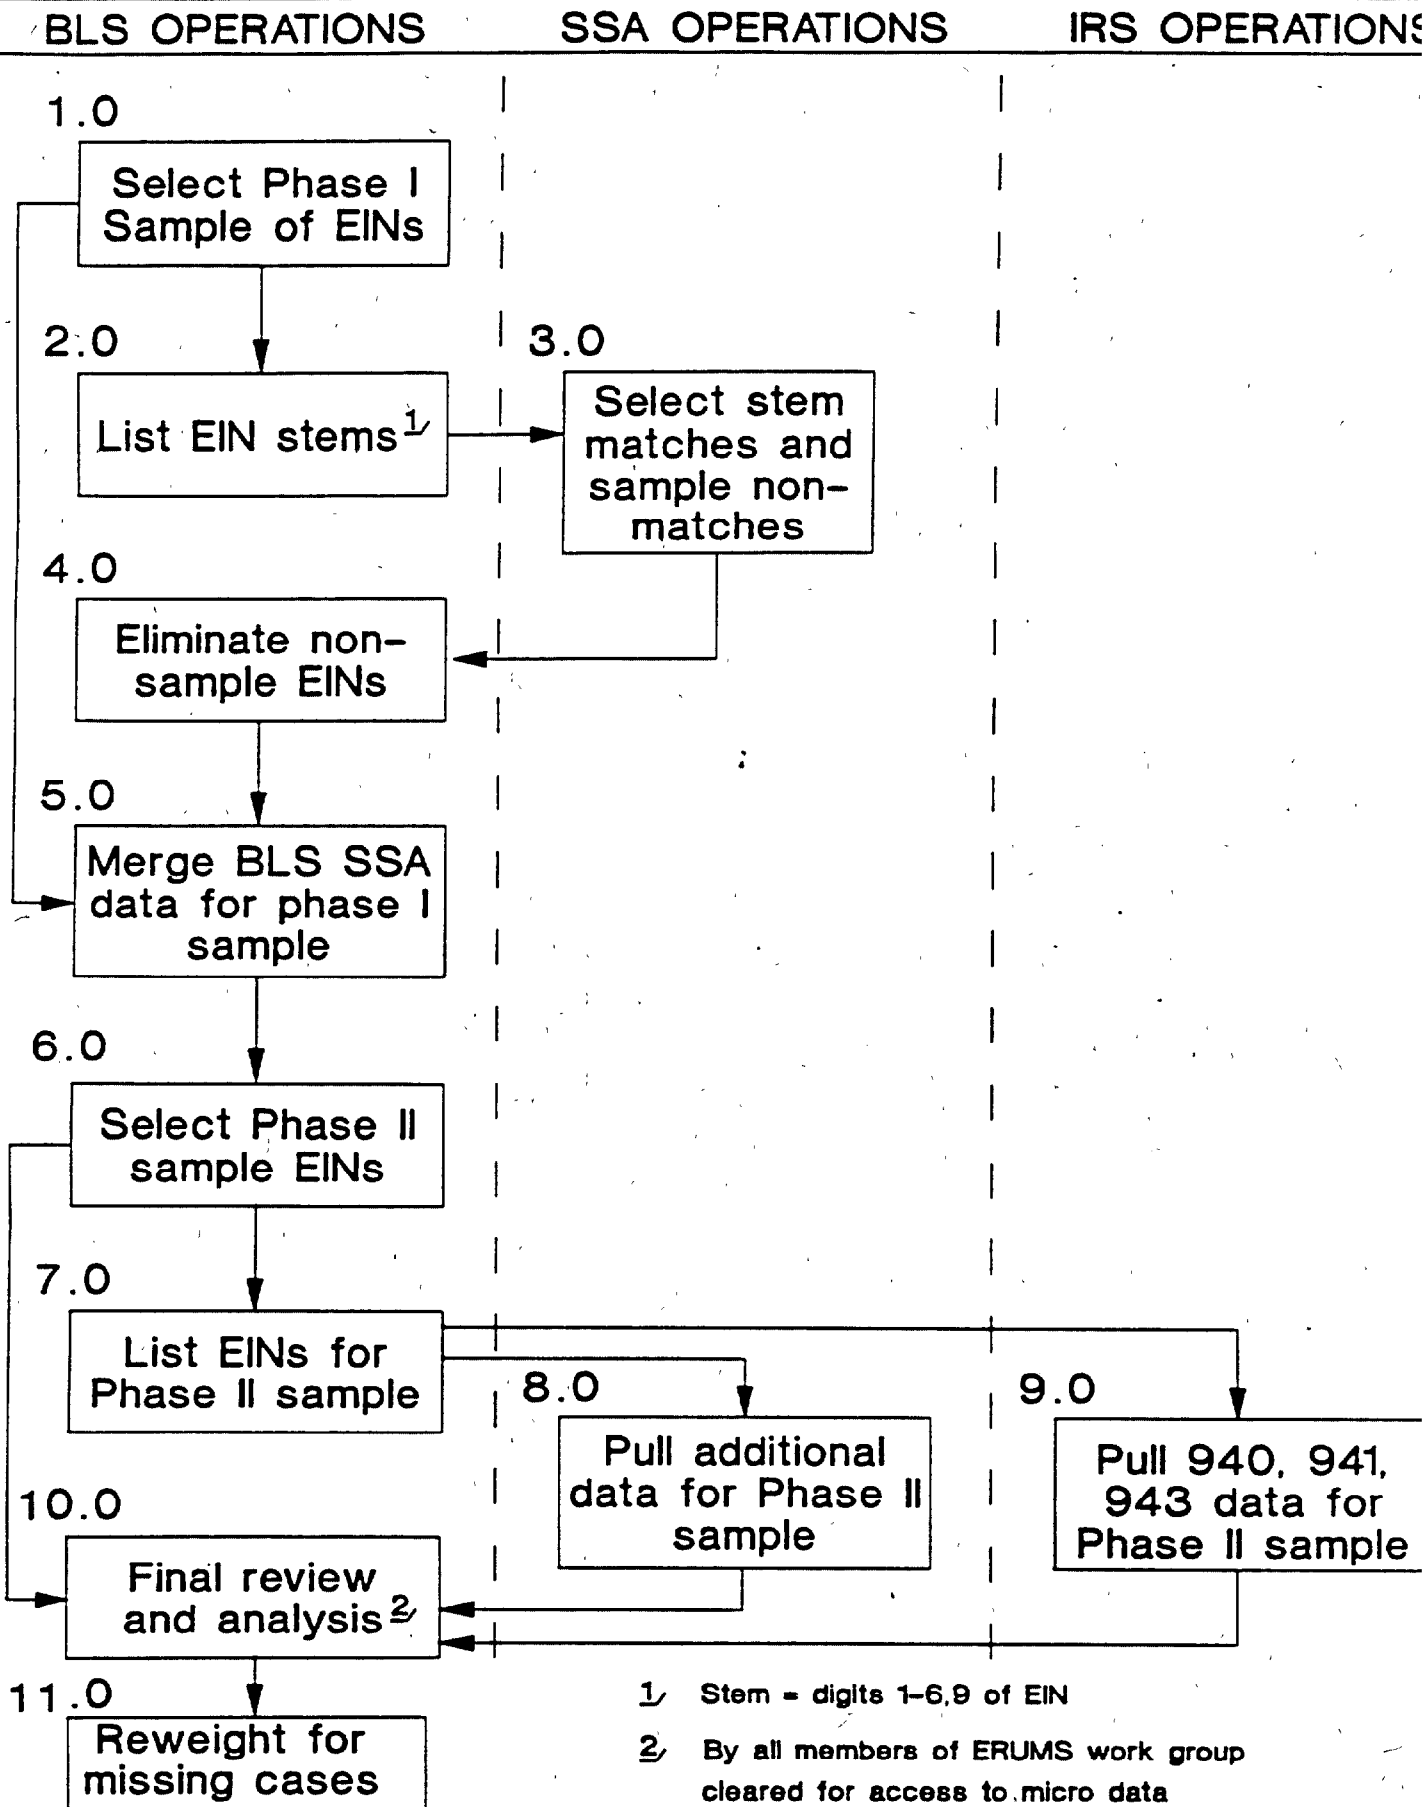 BLS OPERATIONS
SSA OPERATIONS
IRS OPERATIONS
1.0
Select Phase I
Sample of EINs
2.0
List EIN stems 1/
3.0
Select stem
matches and
sample non-
matches
4.0
Eliminate non-
sample EINs
5.0
Merge BLS SSA
data for phase I
sample
6.0
Select Phase II
sample EINs
7.0
List EINs for
Phase II sample
8.0
Pull additional
data for Phase II
sample
9.0
Pull 940, 941,
943 data for
Phase II sample
10.0
Final review
and analysis 2/
11.0
Reweight for
missing cases
1/ Stem = digits 1-6,9 of EIN
2/ By all members of ERUMS work group
cleared for access to micro data